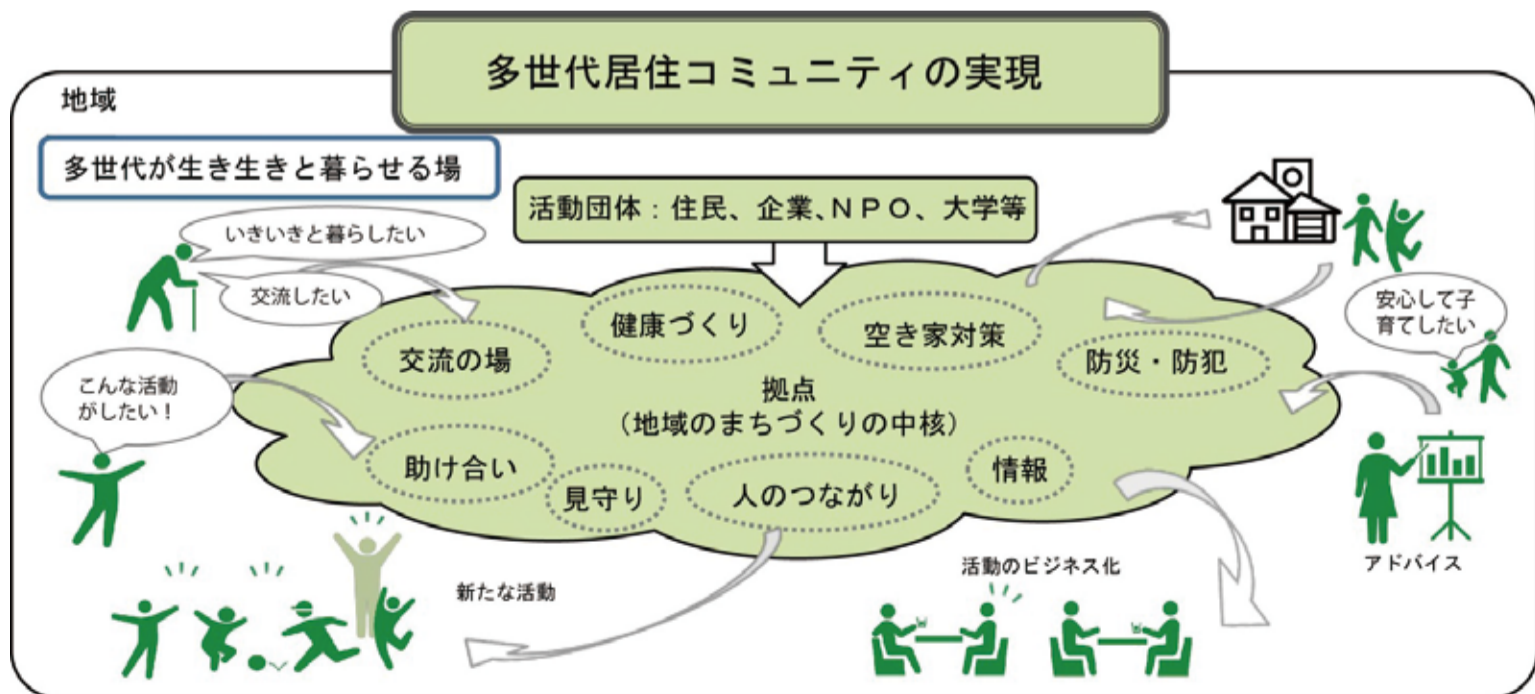 多世代居住コミュニティの実現
地域
多世代が生き生きと暮らせる場
活動団体：住民、企業、ＮＰＯ、大学等
いきいきと暮らしたい
交流したい
こんな活動
がしたい！
安心して子
育てしたい
交流の場
健康づくり
空き家対策
防災・防犯
拠点
（地域のまちづくりの中核）
助け合い
見守り
人のつながり
情報
新たな活動
活動のビジネス化
アドバイス